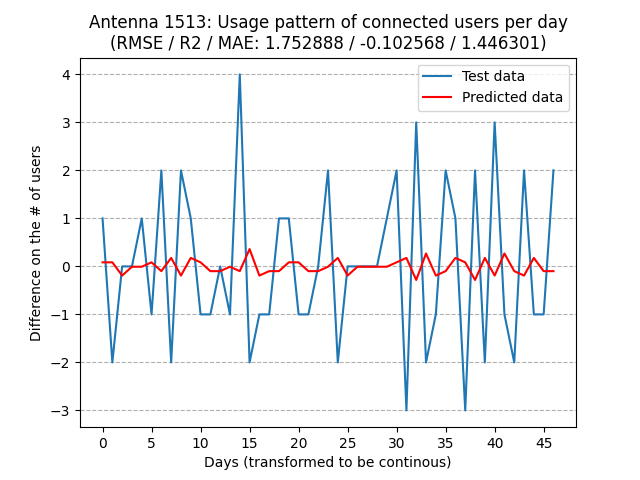 Antenna 1513: Usage pattern of connected users per day
(RMSE / R2 / MAE: 1.752888 / -0.102568 / 1.446301)
Test data
Predicted data
Difference on the # of users
4
3
2
1
0
−1
−2
−3
0 5 10 15 20 25 30 35 40 45
Days (transformed to be continous)